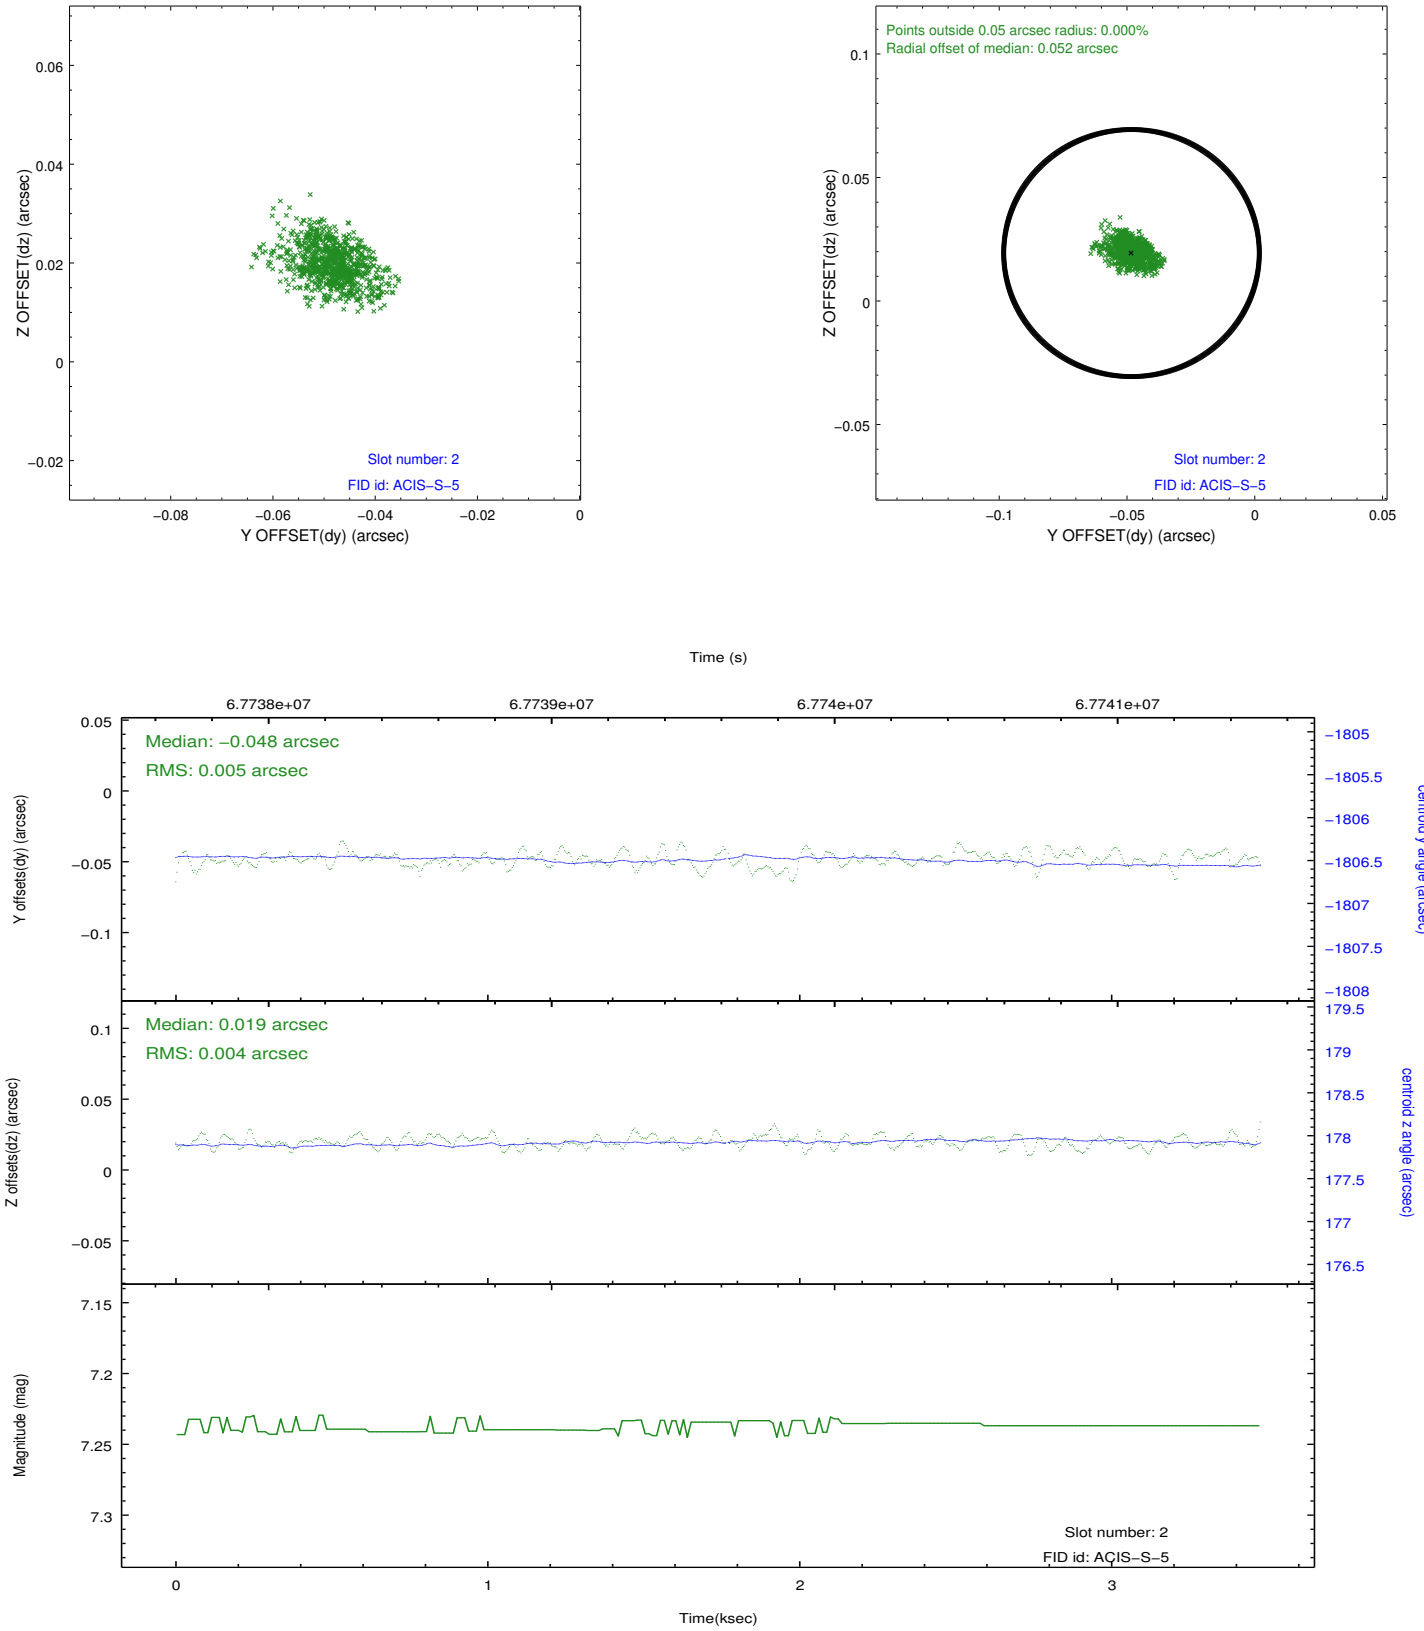 0.06
0.04
0.02
0
−0.02
Z OFFSET(dz) (arcsec)
Slot number: 2
FID id: ACIS−S−5
−0.08
−0.06
−0.04
−0.02
0
Y OFFSET(dy) (arcsec)
Points outside 0.05 arcsec radius: 0.000%
Radial offset of median: 0.052 arcsec
0.1
0.05
0
−0.05
Z OFFSET(dz) (arcsec)
Slot number: 2
FID id: ACIS−S−5
−0.1
−0.05
0
0.05
Y OFFSET(dy) (arcsec)
Time (s)
6.7738e+07
6.7739e+07
6.774e+07
6.7741e+07
Median: −0.048 arcsec
RMS: 0.005 arcsec
0.05
0
−0.05
−0.1
Y offsets(dy) (arcsec)
−1805
−1805.5
−1806
−1806.5
−1807
−1807.5
−1808
centroid y angle (arcsec)
Median: 0.019 arcsec
RMS: 0.004 arcsec
0.1
0.05
0
−0.05
Z offsets(dz) (arcsec)
179.5
179
178.5
178
177.5
177
176.5
centroid z angle (arcsec)
7.15
7.2
7.25
7.3
Magnitude (mag)
Slot number: 2
FID id: ACIS−S−5
0
1
2
3
Time(ksec)